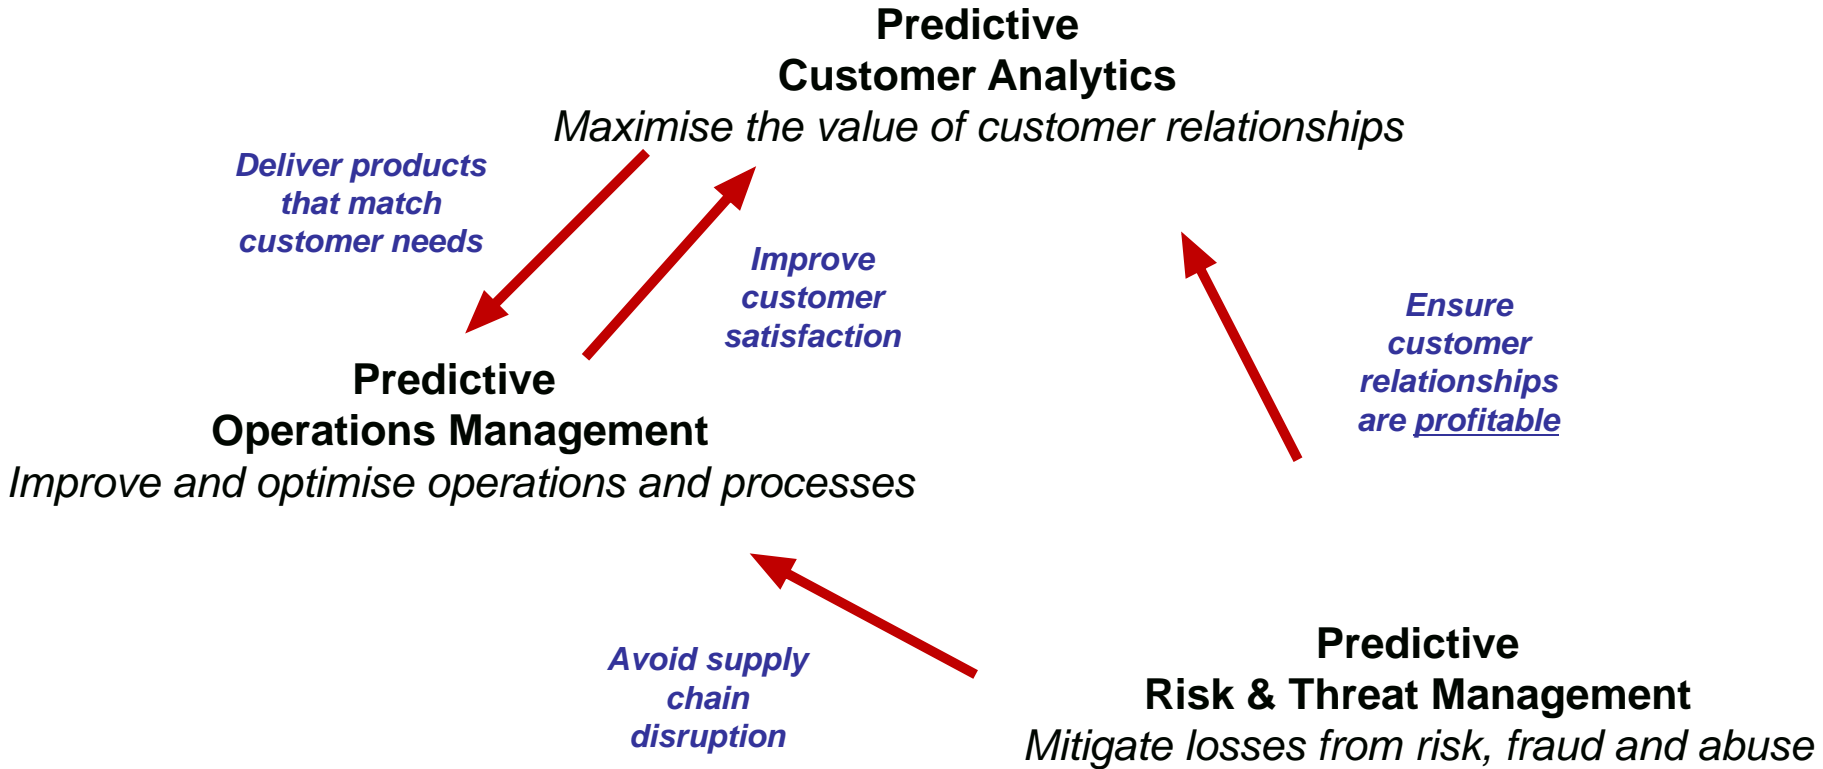 Predictive
Customer Analytics
Maximise the value of customer relationships
Deliver products
that match
customer needs
Improve
customer
satisfaction
Ensure
customer
relationships
are profitable
Predictive
Operations Management
Improve and optimise operations and processes
Avoid supply
chain
disruption
Predictive
Risk & Threat Management
Mitigate losses from risk, fraud and abuse